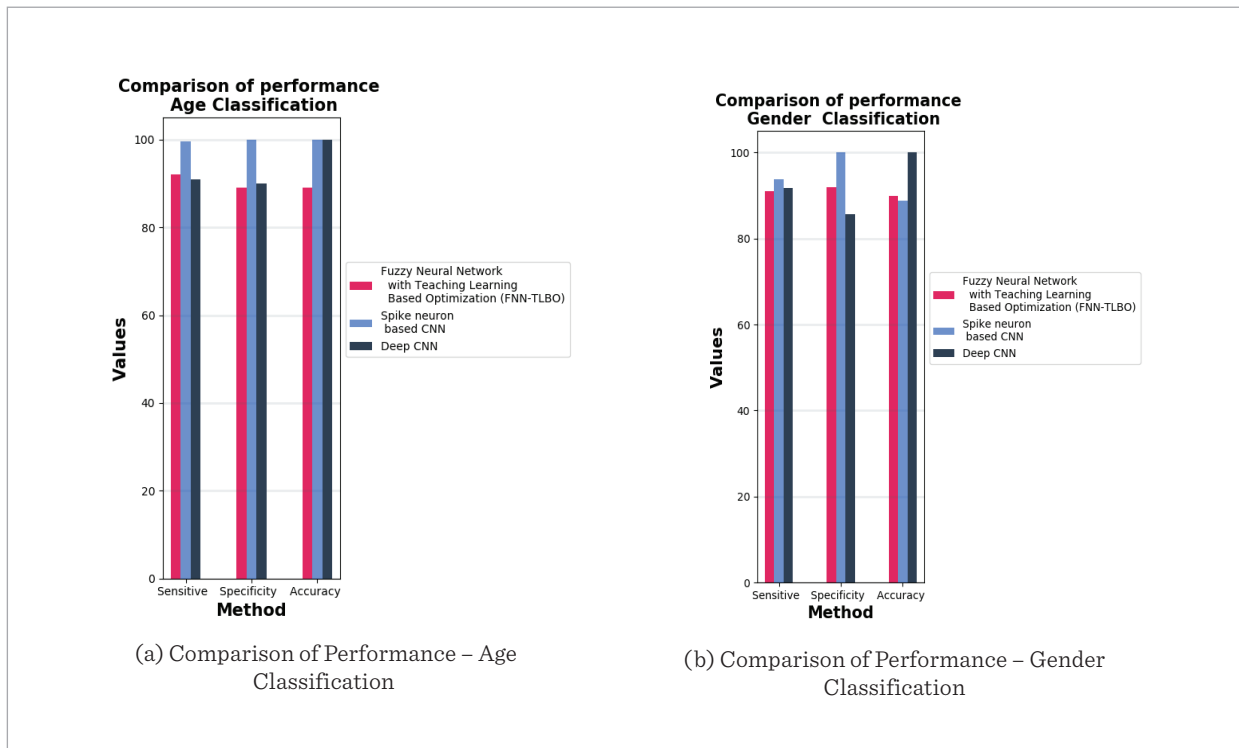 Comparison of performance
Age Classification
100
80
60
40
20
0
Values
Sensitive Specificity Accuracy
Method
Fuzzy Neural Network
with Teaching Learning
Based Optimization (FNN-TLBO)
Spike neuron
based CNN
Deep CNN
(a) Comparison of Performance – Age
Classification
Comparison of performance
Gender Classification
100
80
60
40
20
0
Values
Sensitive Specificity Accuracy
Method
Fuzzy Neural Network
with Teaching Learning
Based Optimization (FNN-TLBO)
Spike neuron
based CNN
Deep CNN
(b) Comparison of Performance – Gender
Classification